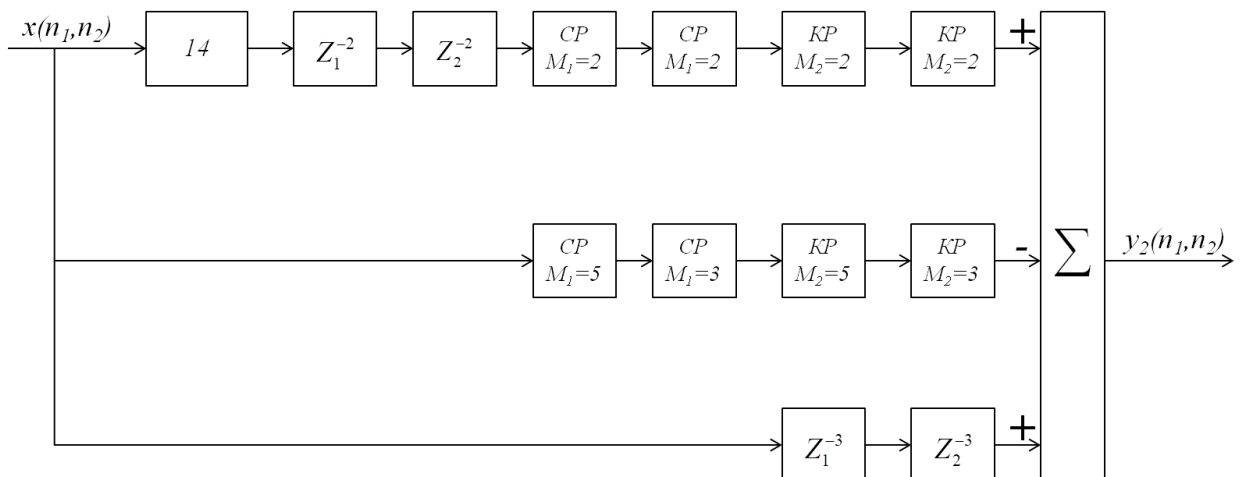 x(n₁,n₂)
14
Z₁⁻²
Z₂⁻²
СР
M₁=2
СР
M₁=2
КР
M₂=2
КР
M₂=2
+
СР
M₁=5
СР
M₁=3
КР
M₂=5
КР
M₂=3
-
∑
y₂(n₁,n₂)
Z₁⁻³
Z₂⁻³
+